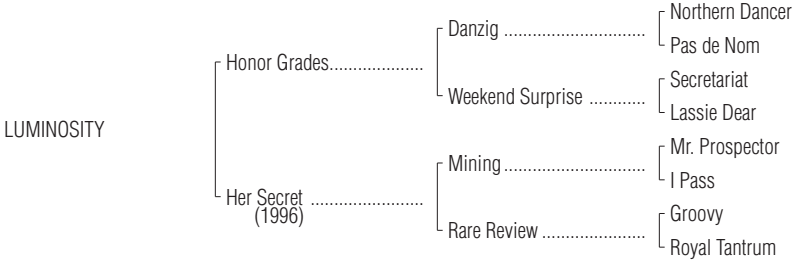 Northern Dancer
Danzig ..............................
Pas de Nom
Honor Grades....................
Secretariat
Weekend Surprise ............
Lassie Dear
LUMINOSITY
Mr. Prospector
Mining ..............................
I Pass
Her Secret ........................
(1996)
Groovy
Rare Review ......................
Royal Tantrum